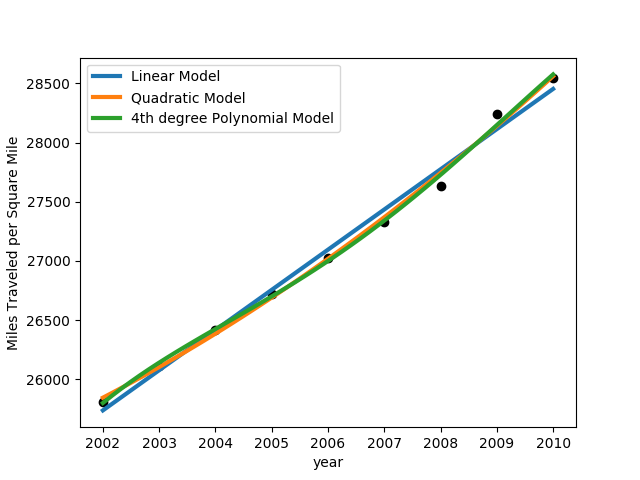 Linear Model
Quadratic Model
4th degree Polynomial Model
28500
28000
27500
27000
26500
26000
Miles Traveled per Square Mile
2002 2003 2004 2005 2006 2007 2008 2009 2010
year